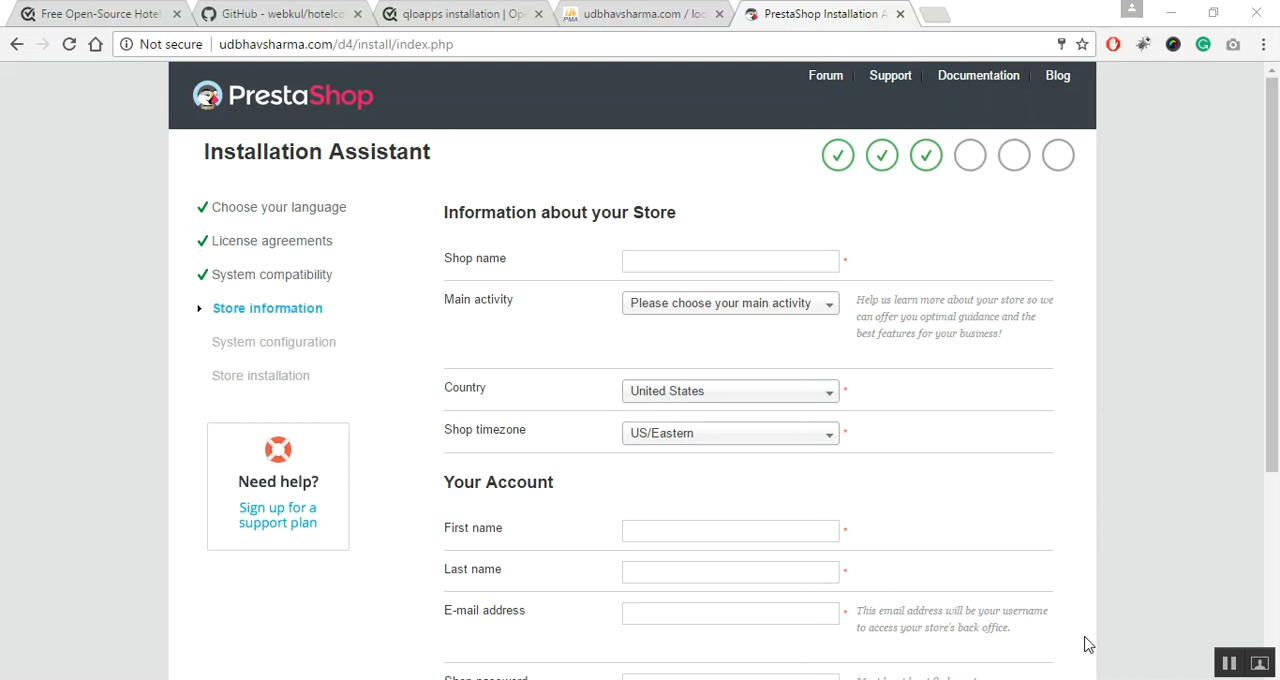 Free Open-Source Hotel
GitHub - webkul/hotelco
qloapps installation | Ope
udbhavsharma.com / loc
PrestaShop Installation A
Not secure
udbhavsharma.com/d4/install/index.php
Forum
Support
Documentation
Blog
PrestaShop
Installation Assistant
Choose your language
License agreements
System compatibility
Store information
System configuration
Store installation
Need help?
Sign up for a
support plan
Information about your Store
Shop name *
Main activity
Please choose your main activity
Help us learn more about your store so we
can offer you optimal guidance and the
best features for your business!
Country
United States *
Shop timezone
US/Eastern *
Your Account
First name *
Last name *
E-mail address *
This email address will be your username
to access your store's back office.
Shop password